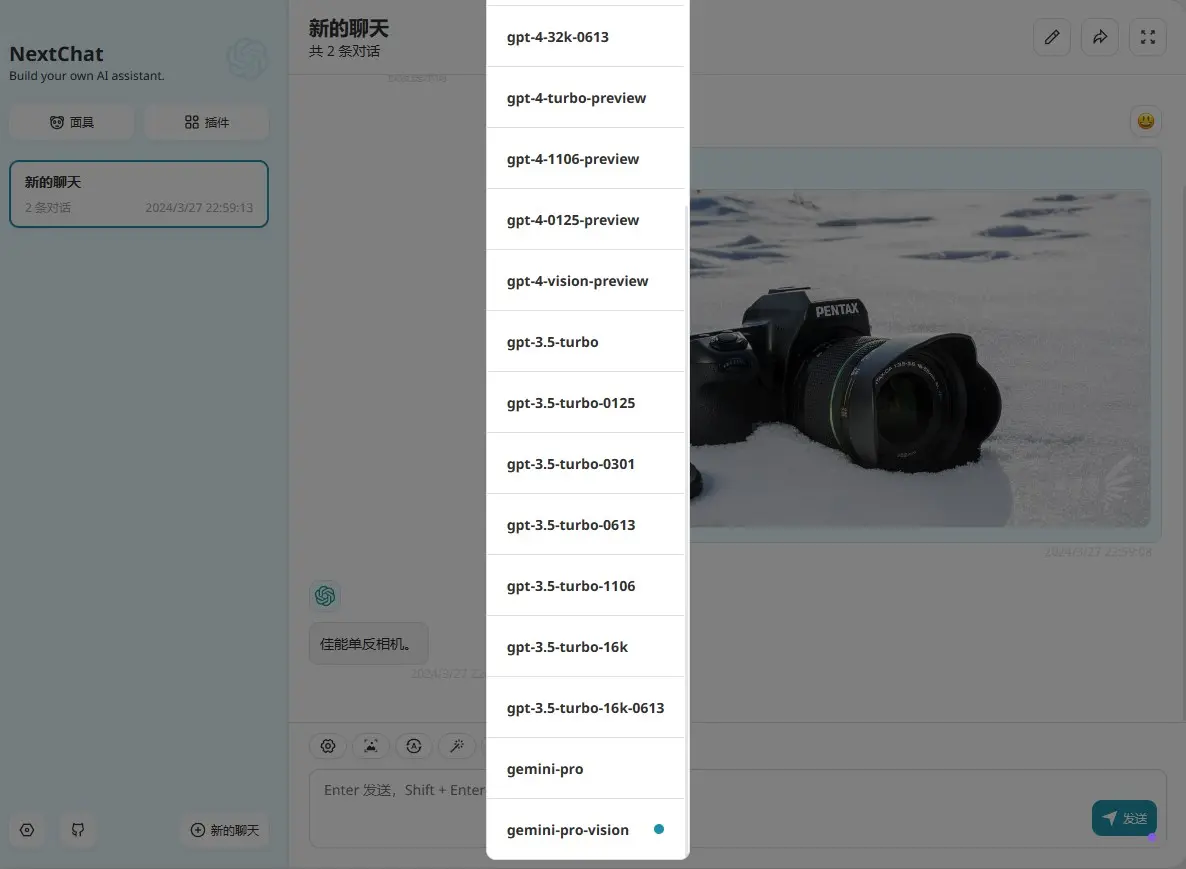 NextChat
Build your own AI assistant.
面具
插件
新的聊天
2 条对话
2024/3/27 22:59:13
新的聊天
新的聊天
共 2 条对话
PENTAX
2024/3/27 22:59:08
佳能单反相机。
2024/3/27 22
Enter 发送，Shift + Enter
发送
gpt-4-32k-0613
gpt-4-turbo-preview
gpt-4-1106-preview
gpt-4-0125-preview
gpt-4-vision-preview
gpt-3.5-turbo
gpt-3.5-turbo-0125
gpt-3.5-turbo-0301
gpt-3.5-turbo-0613
gpt-3.5-turbo-1106
gpt-3.5-turbo-16k
gpt-3.5-turbo-16k-0613
gemini-pro
gemini-pro-vision